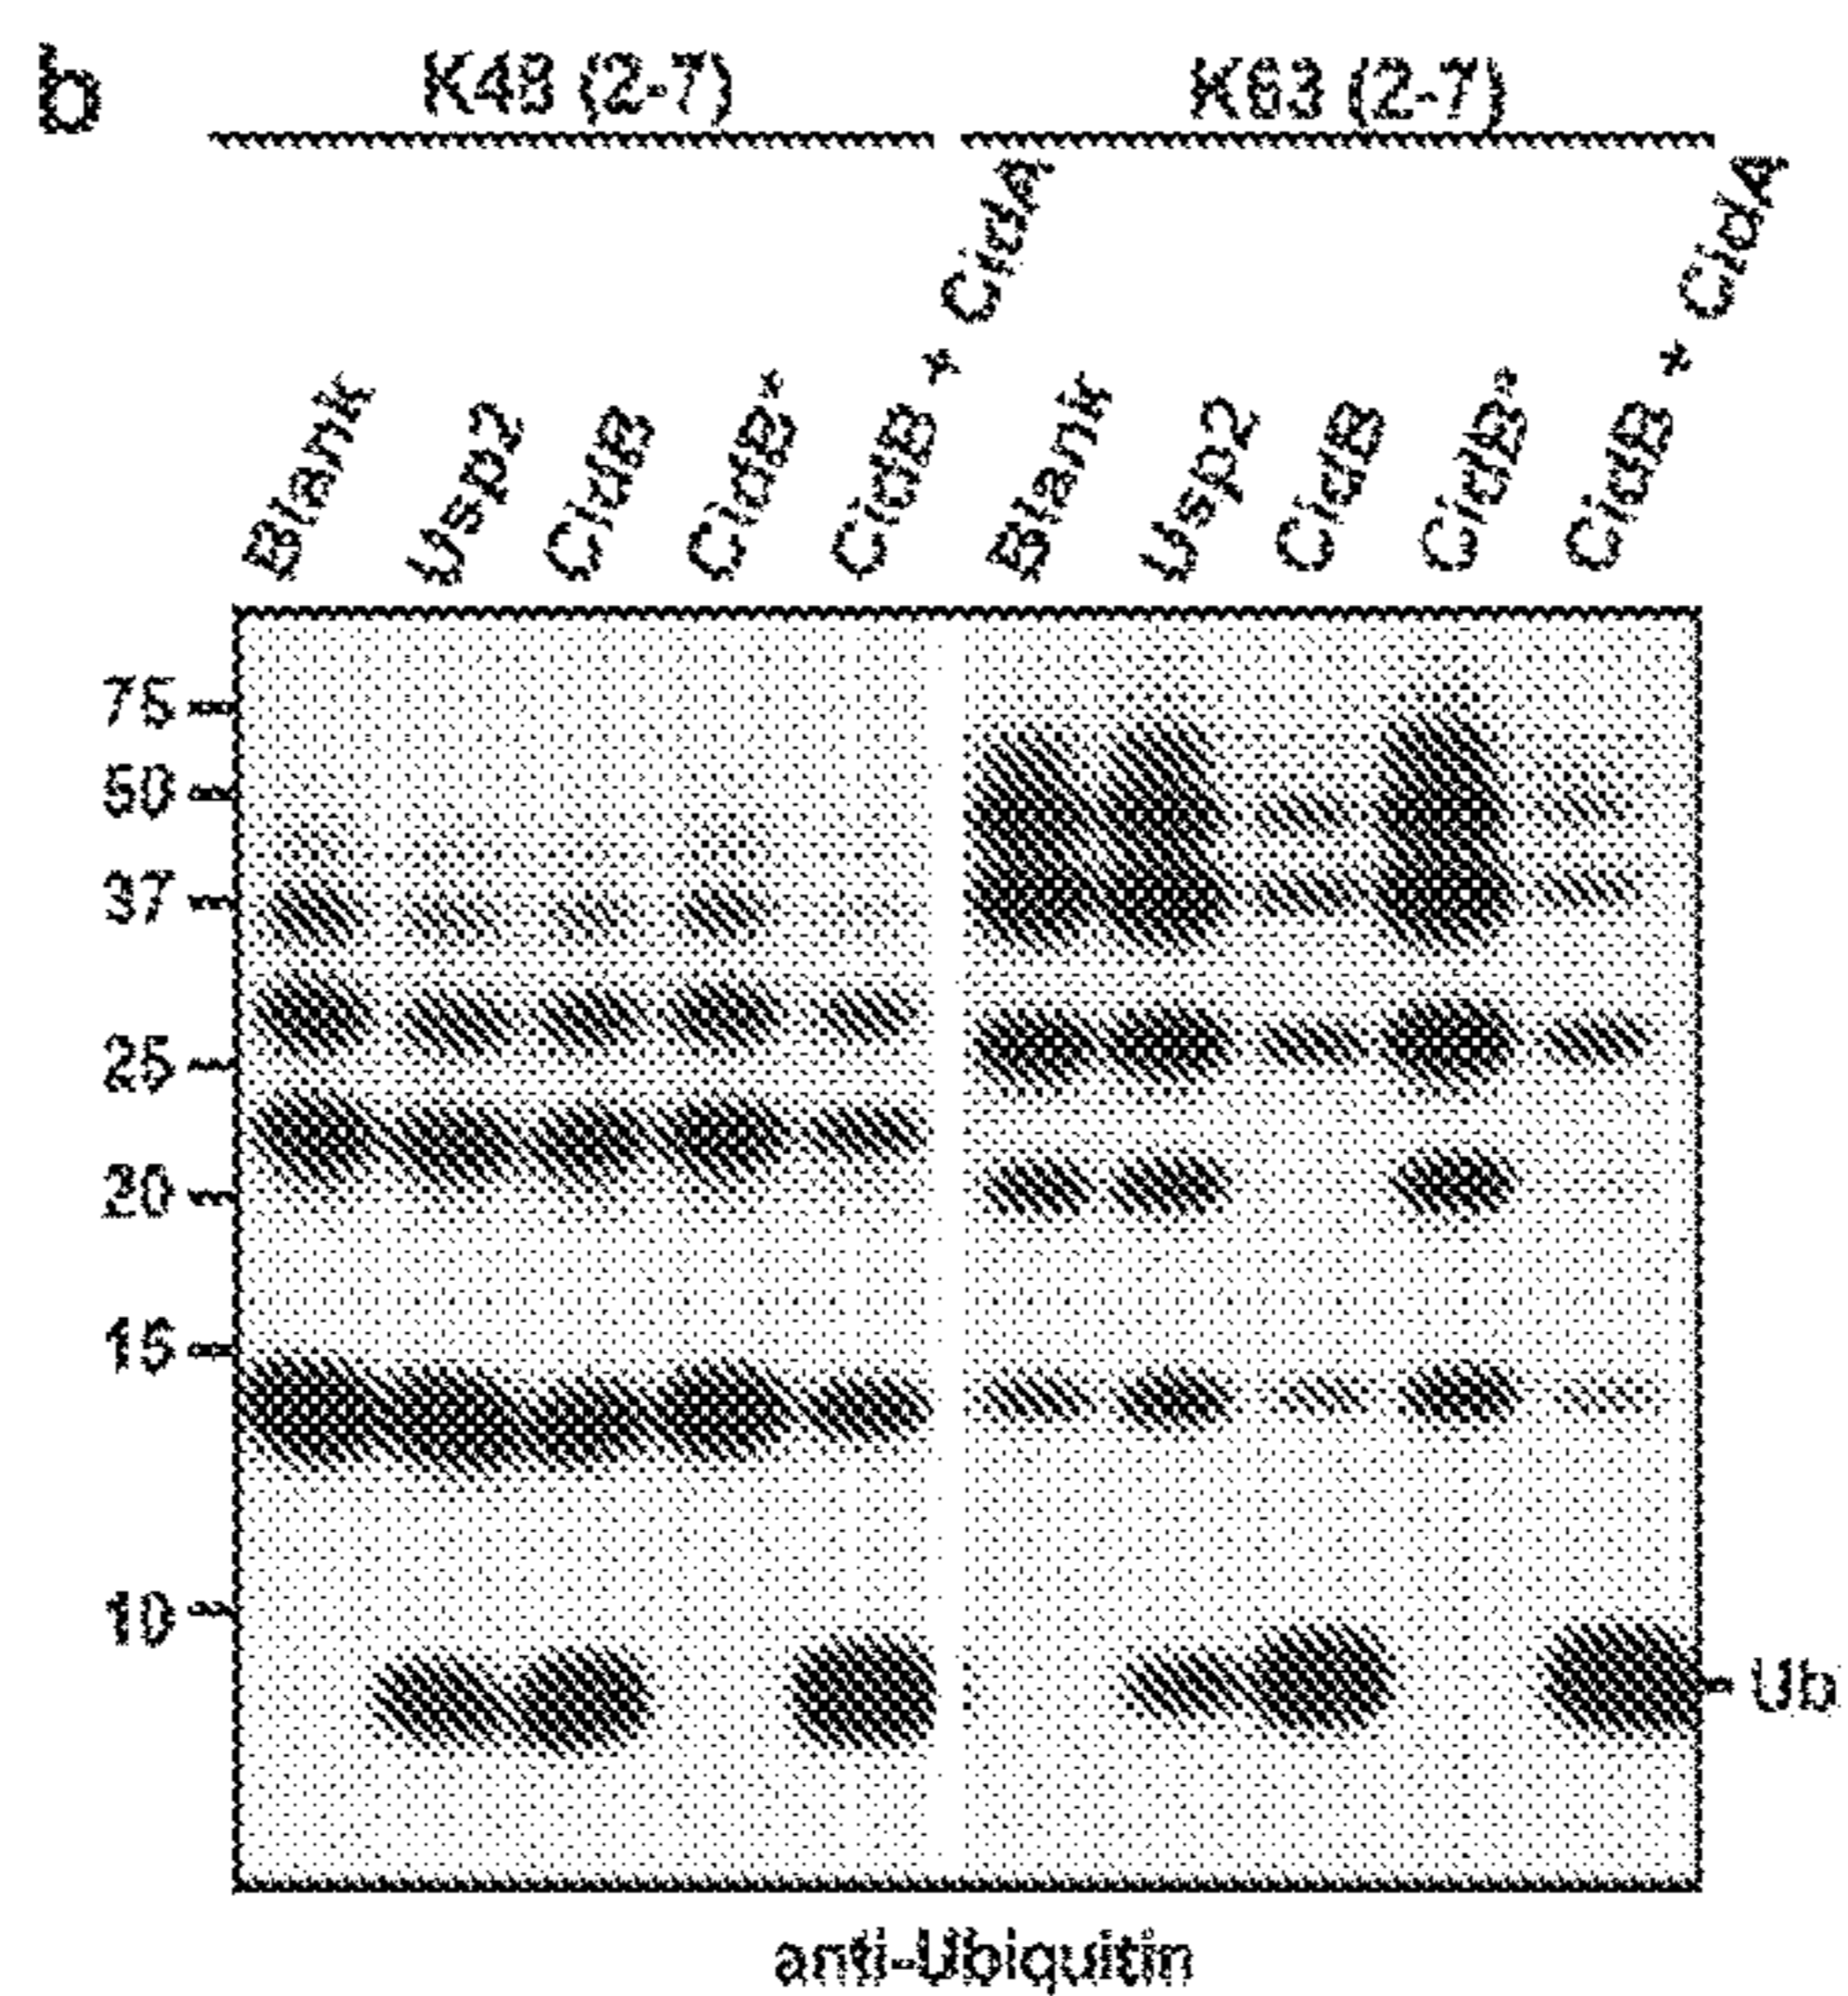 b
K48 (2-7)
K63 (2-7)
Blank
Usp2
CidB
CidB*
CidB + CidA
Blank
Usp2
CidB
CidB*
CidB + CidA
75
50
37
25
20
15
10
Ub
anti-Ubiquitin